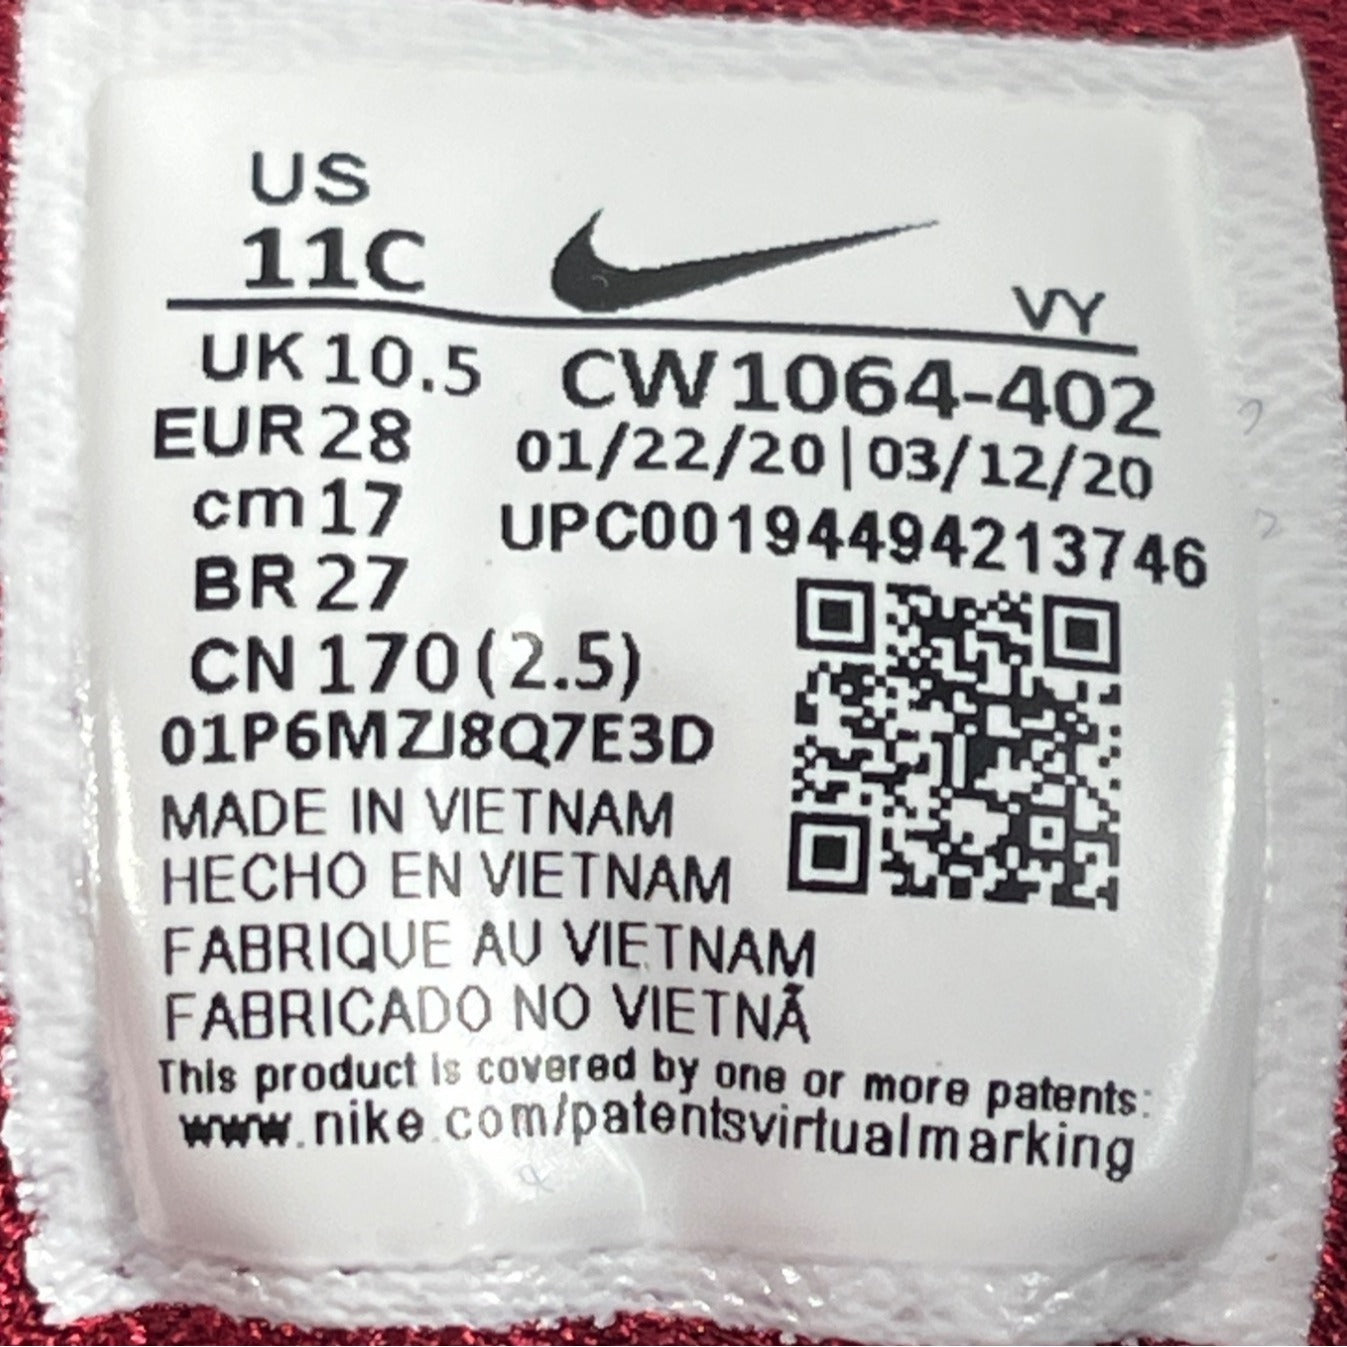 US
11C
VY
UK 10.5
CW1064-402
EUR 28
01/22/20|03/12/20
cm 17
UPC00194494213746
BR 27
CN 170 (2.5)
01P6MZJ8Q7E3D
MADE IN VIETNAM
HECHO EN VIETNAM
FABRIQUE AU VIETNAM
FABRICADO NO VIETNÃ
This product is covered by one or more patents:
www.nike.com/patentsvirtualmarking